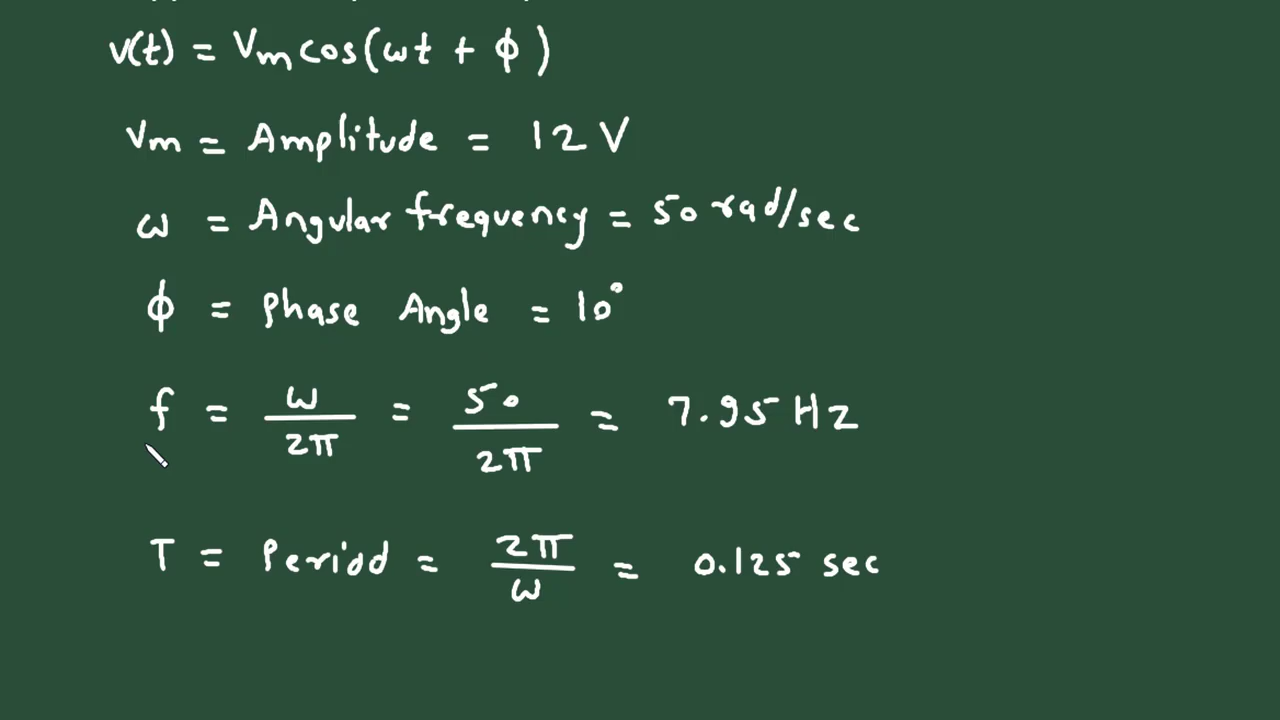 v(t) = Vm cos(ωt + ϕ)
Vm = Amplitude = 12 V
ω = Angular frequency = 50 rad/sec
ϕ = Phase Angle = 10°
f = ω/2π = 50/2π = 7.95 Hz
T = Period = 2π/ω = 0.125 sec